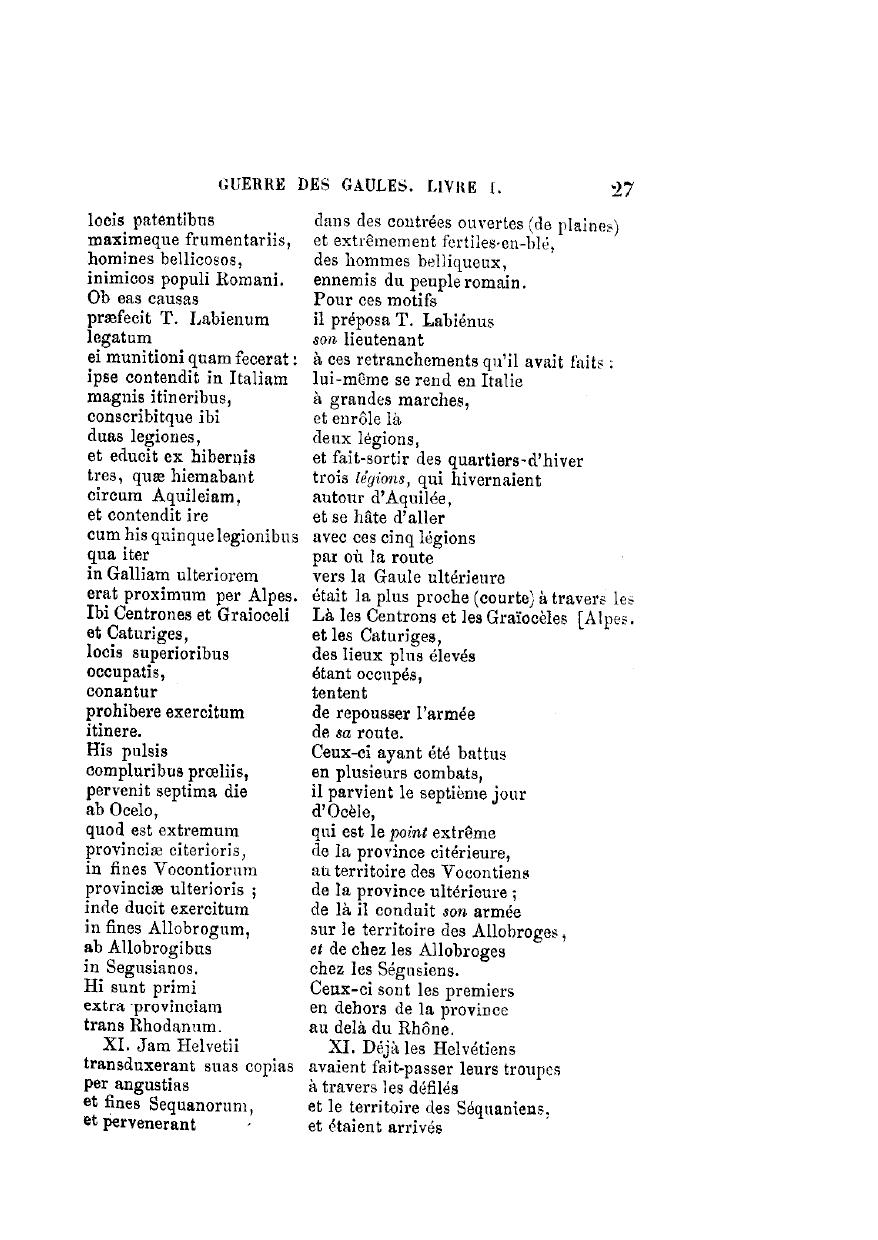 GUERRE DES GAULES. LIVRE I. 27
locis patentibus dans des contrées ouvertes (de plaines)
maximeque frumentariis, et extrêmement fertiles-en-blé,
homines bellicosos, des hommes belliqueux,
inimicos populi Romani. ennemis du peuple romain.
Ob eas causas Pour ces motifs
præfecit T. Labienum il préposa T. Labiénus
legatum son lieutenant
ei munitioni quam fecerat : à ces retranchements qu'il avait faits :
ipse contendit in Italiam lui-même se rend en Italie
magnis itineribus, à grandes marches,
conscribitque ibi et enrôle là
duas legiones, deux légions,
et educit ex hibernis et fait-sortir des quartiers-d'hiver
tres, quæ hiemabant trois légions, qui hivernaient
circum Aquileiam, autour d'Aquilée,
et contendit ire et se hâte d'aller
cum his quinque legionibus avec ces cinq légions
qua iter par où la route
in Galliam ulteriorem vers la Gaule ultérieure
erat proximum per Alpes. était la plus proche (courte) à travers les
Ibi Centrones et Graioceli Là les Centrons et les Graïocèles [Alpes.
et Caturiges, et les Caturiges,
locis superioribus des lieux plus élevés
occupatis, étant occupés,
conantur tentent
prohibere exercitum de repousser l'armée
itinere. de sa route.
His pulsis Ceux-ci ayant été battus
compluribus prœliis, en plusieurs combats,
pervenit septima die il parvient le septième jour
ab Ocelo, d'Ocèle,
quod est extremum qui est le point extrême
provinciæ citerioris, de la province citérieure,
in fines Vocontiorum au territoire des Vocontiens
provinciæ ulterioris ; de la province ultérieure ;
inde ducit exercitum de là il conduit son armée
in fines Allobrogum, sur le territoire des Allobroges,
ab Allobrogibus et de chez les Allobroges
in Segusianos. chez les Ségusiens.
Hi sunt primi Ceux-ci sont les premiers
extra provinciam en dehors de la province
trans Rhodanum. au delà du Rhône.
XI. Jam Helvetii XI. Déjà les Helvétiens
transduxerant suas copias avaient fait-passer leurs troupes
per angustias à travers les défilés
et fines Sequanorum, et le territoire des Séquaniens,
et pervenerant et étaient arrivés